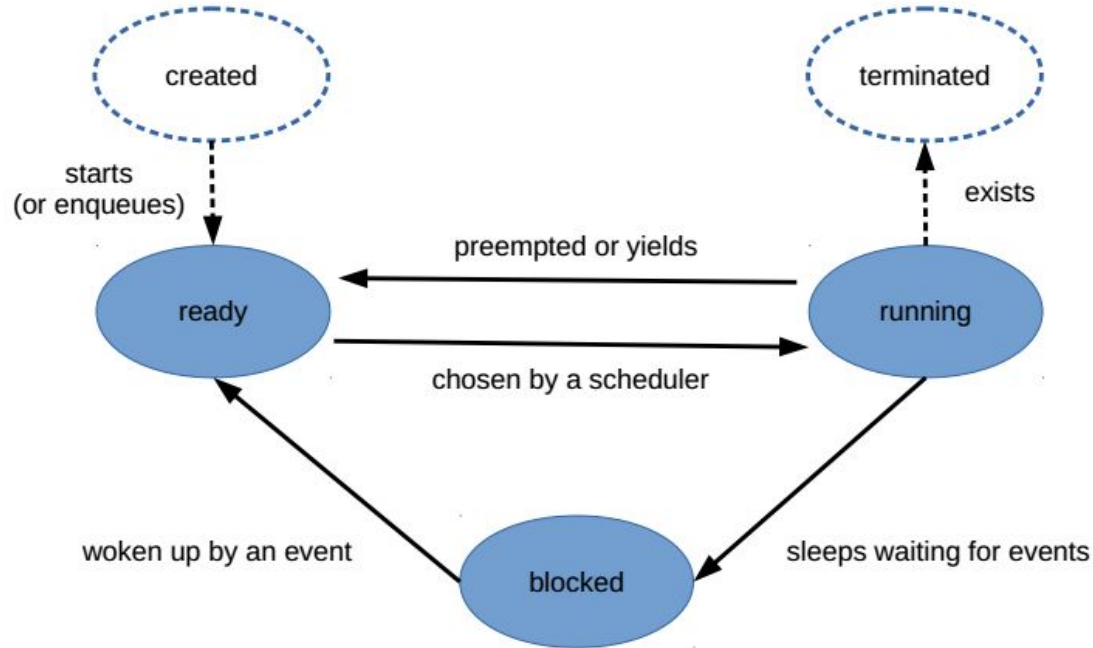 created
terminated
starts
(or enqueues)
exists
preempted or yields
ready
running
chosen by a scheduler
woken up by an event
sleeps waiting for events
blocked